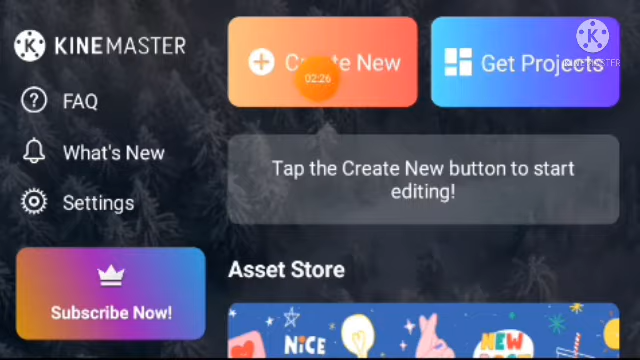 KINEMASTER
FAQ
What's New
Settings
Subscribe Now!
Create New
02:26
Get Projects
KINEMASTER
Tap the Create New button to start
editing!
Asset Store
NiCE
NEW